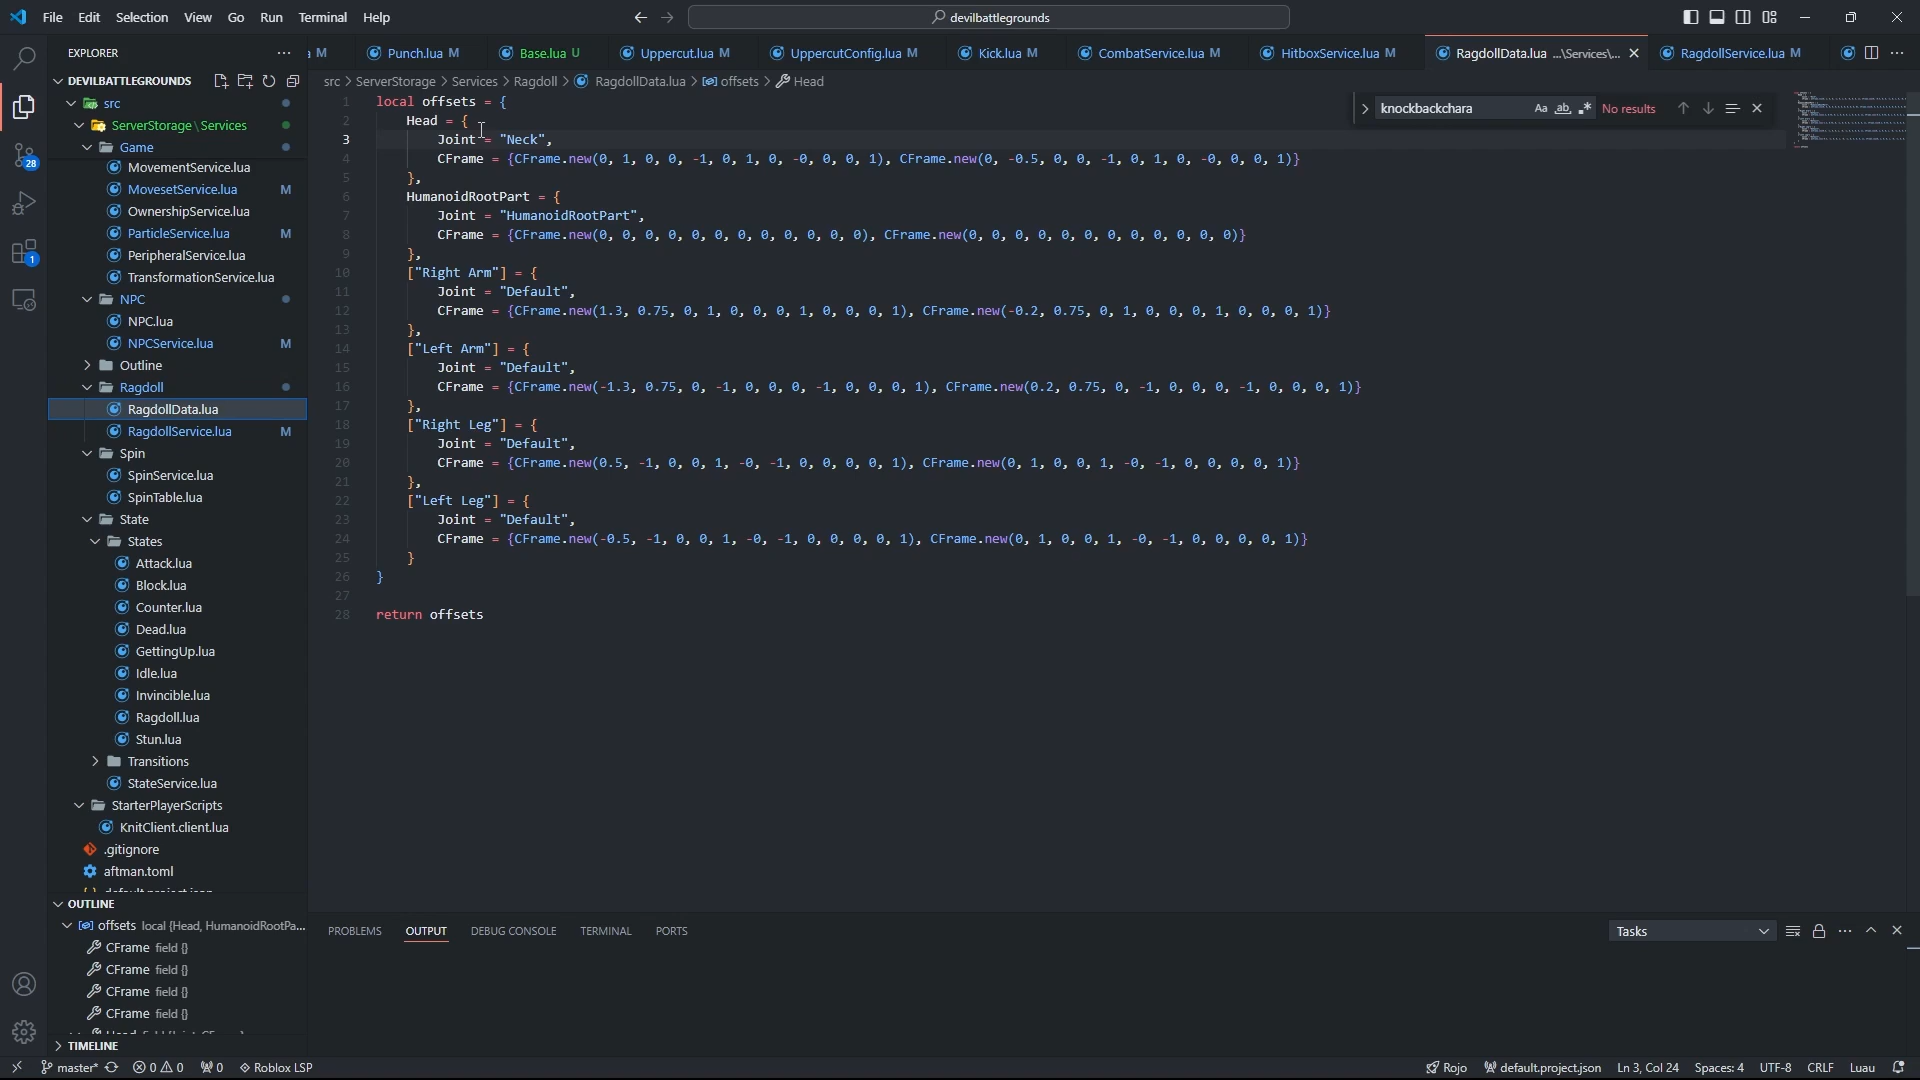 File Edit Selection View Go Run Terminal Help
devilbattlegrounds
EXPLORER
M Punch.lua M Base.lua U Uppercut.lua M UppercutConfig.lua M Kick.lua M CombatService.lua M HitboxService.lua M RagdollData.lua ...\Services\... RagdollService.lua M
src > ServerStorage > Services > Ragdoll > RagdollData.lua > offsets > Head
knockbackchara Aa ab No results
DEVILBATTLEGROUNDS
src
ServerStorage \ Services
Game
MovementService.lua
MovesetService.lua M
OwnershipService.lua
ParticleService.lua M
PeripheralService.lua
TransformationService.lua
NPC
NPC.lua
NPCService.lua M
Outline
Ragdoll
RagdollData.lua
RagdollService.lua M
Spin
SpinService.lua
SpinTable.lua
State
States
Attack.lua
Block.lua
Counter.lua
Dead.lua
GettingUp.lua
Idle.lua
Invincible.lua
Ragdoll.lua
Stun.lua
Transitions
StateService.lua
StarterPlayerScripts
KnitClient.client.lua
.gitignore
aftman.toml
28
1
OUTLINE
offsets local {Head, HumanoidRootPa...
CFrame field {}
CFrame field {}
CFrame field {}
CFrame field {}
TIMELINE
1 local offsets = {
2 Head = {
3 Joint = "Neck",
4 CFrame = {CFrame.new(0, 1, 0, 0, -1, 0, 1, 0, -0, 0, 0, 1), CFrame.new(0, -0.5, 0, 0, -1, 0, 1, 0, -0, 0, 0, 1)}
5 },
6 HumanoidRootPart = {
7 Joint = "HumanoidRootPart",
8 CFrame = {CFrame.new(0, 0, 0, 0, 0, 0, 0, 0, 0, 0, 0, 0), CFrame.new(0, 0, 0, 0, 0, 0, 0, 0, 0, 0, 0, 0)}
9 },
10 ["Right Arm"] = {
11 Joint = "Default",
12 CFrame = {CFrame.new(1.3, 0.75, 0, 1, 0, 0, 0, 1, 0, 0, 0, 1), CFrame.new(-0.2, 0.75, 0, 1, 0, 0, 0, 1, 0, 0, 0, 1)}
13 },
14 ["Left Arm"] = {
15 Joint = "Default",
16 CFrame = {CFrame.new(-1.3, 0.75, 0, -1, 0, 0, 0, -1, 0, 0, 0, 1), CFrame.new(0.2, 0.75, 0, -1, 0, 0, 0, -1, 0, 0, 0, 1)}
17 },
18 ["Right Leg"] = {
19 Joint = "Default",
20 CFrame = {CFrame.new(0.5, -1, 0, 0, 1, -0, -1, 0, 0, 0, 0, 1), CFrame.new(0, 1, 0, 0, 1, -0, -1, 0, 0, 0, 0, 1)}
21 },
22 ["Left Leg"] = {
23 Joint = "Default",
24 CFrame = {CFrame.new(-0.5, -1, 0, 0, 1, -0, -1, 0, 0, 0, 0, 1), CFrame.new(0, 1, 0, 0, 1, -0, -1, 0, 0, 0, 0, 1)}
25 }
26 }
27
28 return offsets
PROBLEMS OUTPUT DEBUG CONSOLE TERMINAL PORTS
Tasks
master* 0 0 0 Roblox LSP
Rojo default.project.json Ln 3, Col 24 Spaces: 4 UTF-8 CRLF Luau